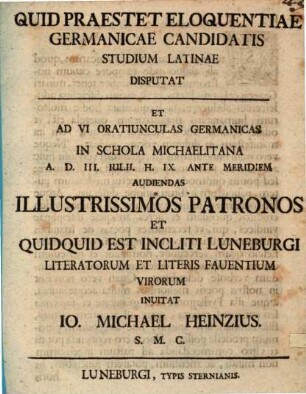 QUID PRAESTET ELOQUENTIAE
GERMANICAE CANDIDATIS
STUDIUM LATINAE
DISPUTAT
ET
AD VI ORATIUNCULAS GERMANICAS
IN SCHOLA MICHAELITANA
A. D. III. IULII. H. IX ANTE MERIDIEM
AUDIENDAS
ILLUSTRISSIMOS PATRONOS
ET
QUIDQUID EST INCLITI LUNEBURGI
LITERATORUM ET LITERIS FAUENTIUM
VIRORUM
INUITAT
IO. MICHAEL HEINZIUS.
S. M. C.
LUNEBURGI, TYPIS STERNIANIS.